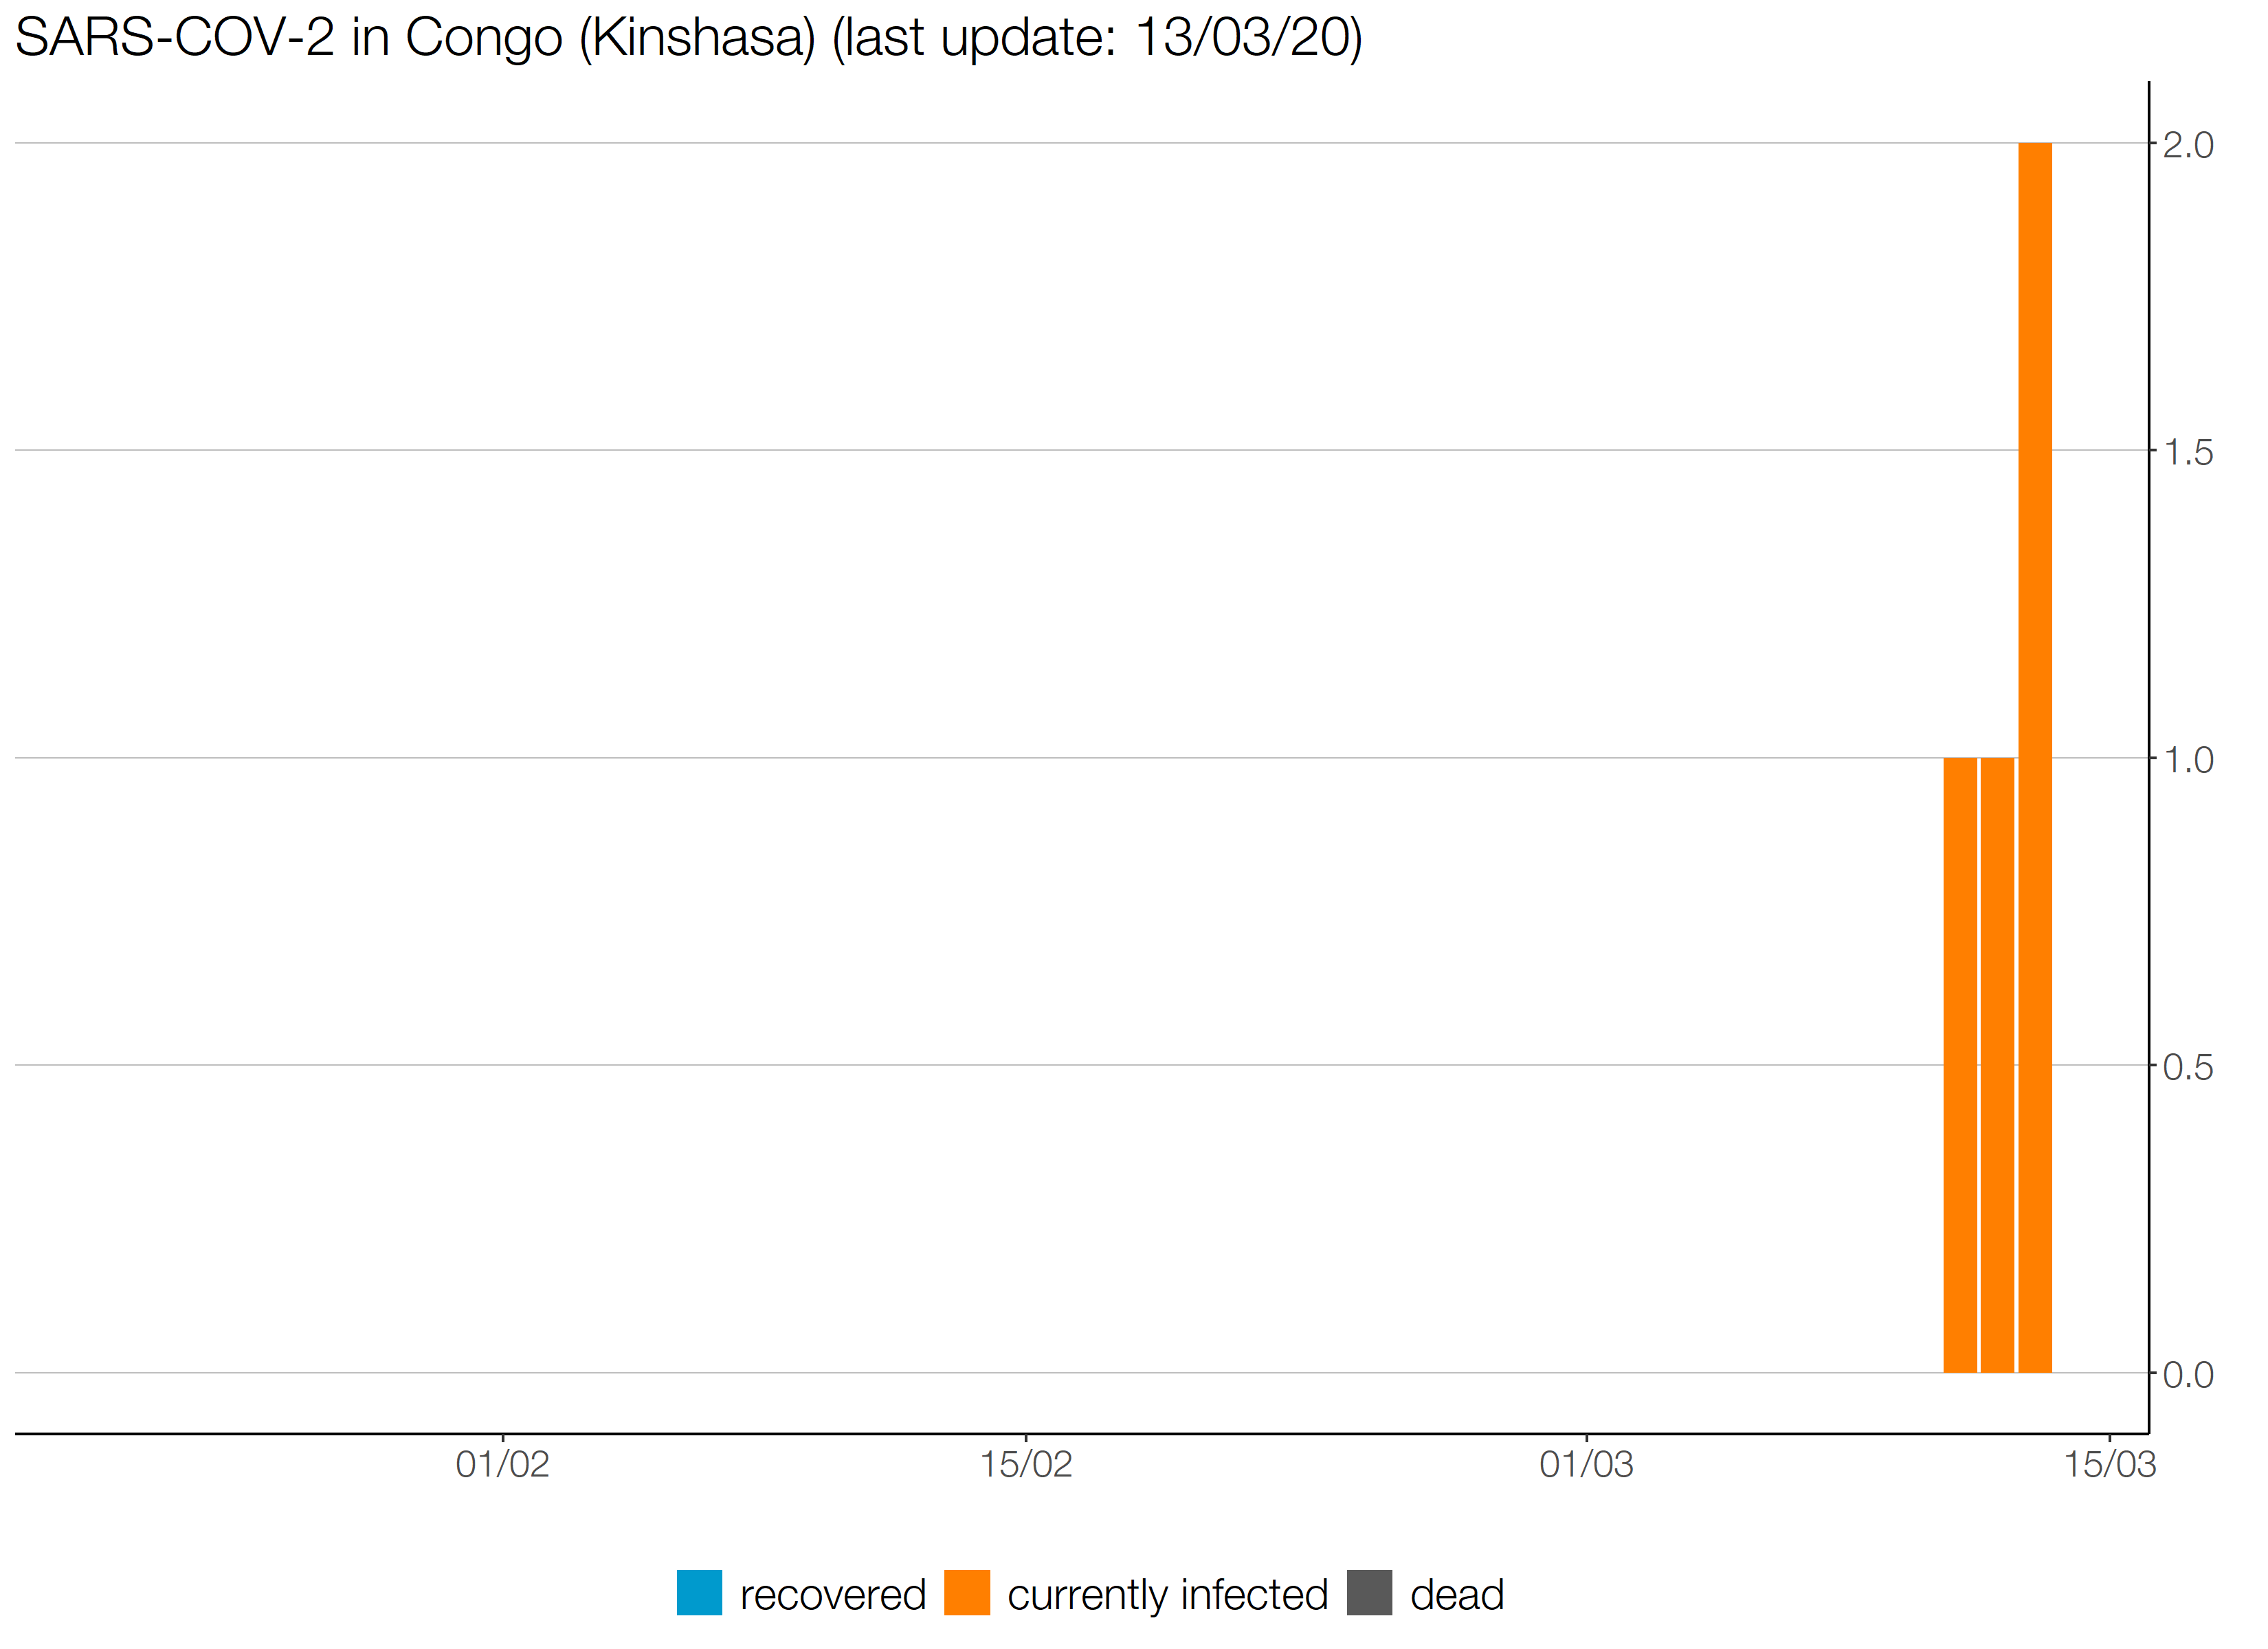 SARS-COV-2 in Congo (Kinshasa) (last update: 13/03/20)
2.0
1.5
1.0
0.5
0.0
01/02 15/02 01/03 15/03
recovered currently infected dead